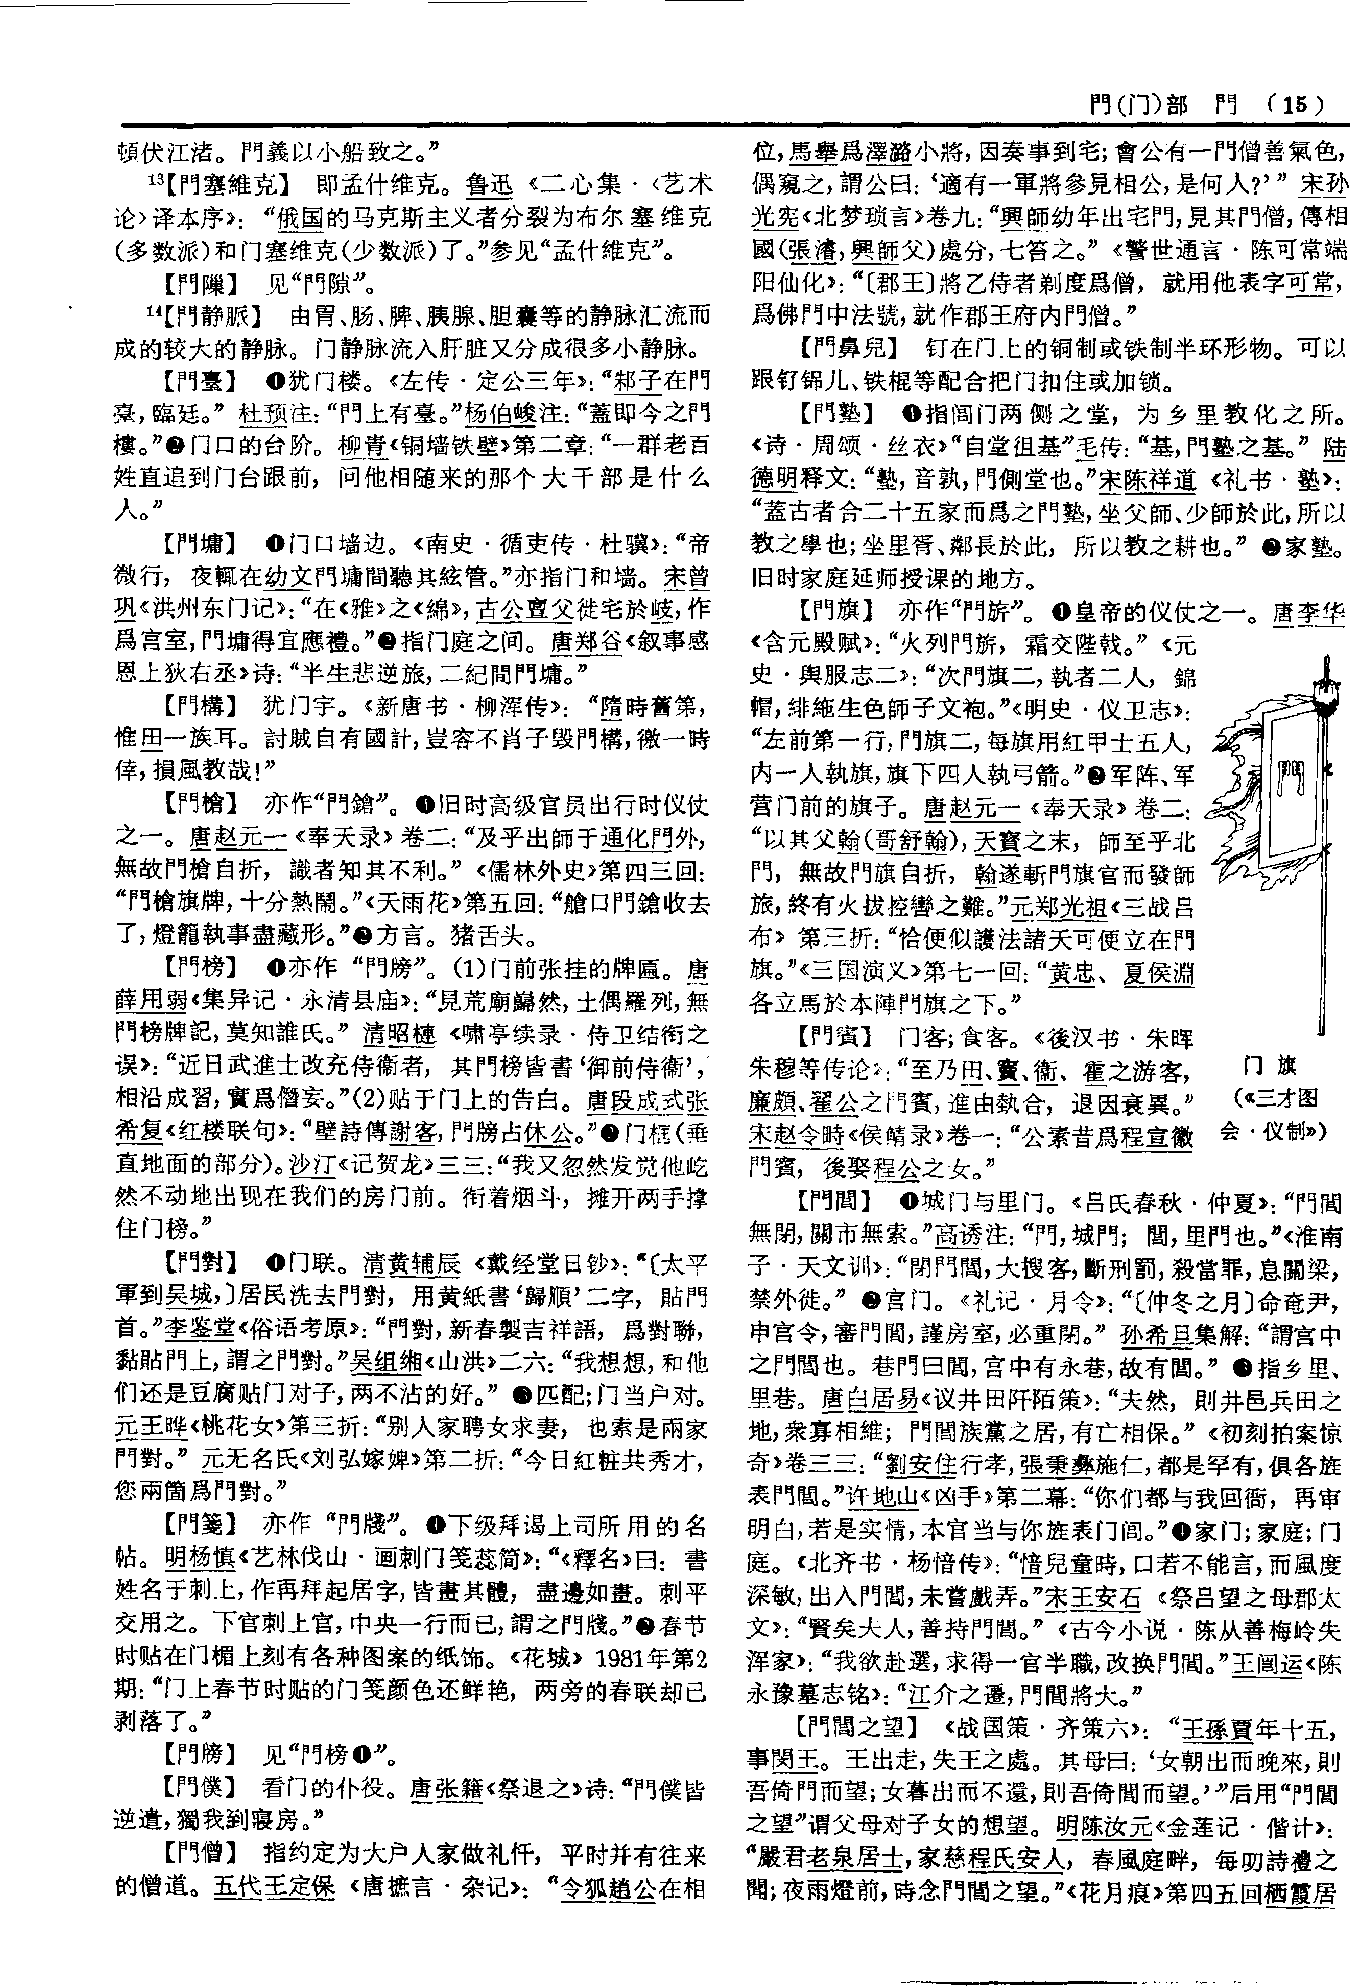 門(门)部　門　（15）
頓伏江渚。門義以小船致之。”
13【門塞維克】　即孟什维克。鲁迅《二心集·〈艺术
论〉译本序》：“俄国的马克斯主义者分裂为布尔塞维克
(多数派)和门塞维克(少数派)了。”参见“孟什维克”。
【門隟】　见“門隙”。
14【門静脈】　由胃、肠、脾、胰腺、胆囊等的静脉汇流而
成的较大的静脉。门静脉流入肝脏又分成很多小静脉。
【門臺】　❶犹门楼。《左传·定公三年》：“邾子在門
臺，臨廷。”杜预注：“門上有臺。”杨伯峻注：“蓋即今之門
樓。”❷门口的台阶。柳青《铜墙铁壁》第二章：“一群老百
姓直追到门台跟前，问他相随来的那个大干部是什么
人。”
【門墉】　❶门口墙边。《南史·循吏传·杜骥》：“帝
微行，夜輒在幼文門墉間聽其絃管。”亦指门和墙。宋曾
巩《洪州东门记》：“在《雅》之《綿》，古公亶父徙宅於岐，作
爲宫室，門墉得宜應禮。”❷指门庭之间。唐郑谷《叙事感
恩上狄右丞》诗：“半生悲逆旅，二紀間門墉。”
【門構】　犹门宇。《新唐书·柳浑传》：“隋時舊第，
惟田一族耳。討賊自有國計，豈容不肖子毁門構，徼一時
倖，損風教哉！”
【門槍】　亦作“門鎗”。❶旧时高级官员出行时仪仗
之一。唐赵元一《奉天录》卷二：“及乎出師于通化門外，
無故門槍自折，識者知其不利。”《儒林外史》第四三回：
“門槍旗牌，十分熱鬧。”《天雨花》第五回：“艙口門鎗收去
了，燈籠執事盡藏形。”❷方言。猪舌头。
【門榜】　❶亦作“門牓”。(1)门前张挂的牌匾。唐
薛用弱《集异记·永清县庙》：“見荒廟巋然，土偶羅列，無
門榜牌記，莫知誰氏。”清昭槤《啸亭续录·侍卫结衔之
误》：“近日武進士改充侍衞者，其門榜皆書‘御前侍衞’，
相沿成習，實爲僭妄。”(2)贴于门上的告白。唐段成式张
希复《红楼联句》：“壁詩傳謝客，門牓占休公。”❷门框(垂
直地面的部分)。沙汀《记贺龙》三三：“我又忽然发觉他屹
然不动地出现在我们的房门前。衔着烟斗，摊开两手撑
住门榜。”
【門對】　❶门联。清黄辅辰《戴经堂日钞》：“〔太平
軍到吴城，〕居民洗去門對，用黄紙書‘歸順’二字，貼門
首。”李鉴堂《俗语考原》：“門對，新春製吉祥語，爲對聯，
黏貼門上，謂之門對。”吴组缃《山洪》二六：“我想想，和他
们还是豆腐贴门对子，两不沾的好。”❷匹配；门当户对。
元王晔《桃花女》第三折：“别人家聘女求妻，也索是兩家
門對。”元无名氏《刘弘嫁婢》第二折：“今日紅粧共秀才，
您兩箇爲門對。”
【門箋】　亦作“門牋”。❶下级拜谒上司所用的名
帖。明杨慎《艺林伐山·画刺门笺蕊简》：“《釋名》曰：書
姓名于刺上，作再拜起居字，皆畫其體，盡邊如畫。刺平
交用之。下官刺上官，中央一行而已，謂之門牋。”❷春节
时贴在门楣上刻有各种图案的纸饰。《花城》1981年第2
期：“门上春节时贴的门笺颜色还鲜艳，两旁的春联却已
剥落了。”
【門牓】　见“門榜❶”。
【門僕】　看门的仆役。唐张籍《祭退之》诗：“門僕皆
逆遣，獨我到寢房。”
【門僧】　指约定为大户人家做礼忏，平时并有往来
的僧道。五代王定保《唐摭言·杂记》：“令狐趙公在相
位，馬舉爲澤潞小將，因奏事到宅；會公有一門僧善氣色，
偶窺之，謂公曰：‘適有一軍將參見相公，是何人？’”宋孙
光宪《北梦琐言》卷九：“興師幼年出宅門，見其門僧，傳相
國(張濬，興師父)處分，七笞之。”《警世通言·陈可常端
阳仙化》：“〔郡王〕將乙侍者剃度爲僧，就用他表字可常，
爲佛門中法號，就作郡王府内門僧。”
【門鼻兒】　钉在门上的铜制或铁制半环形物。可以
跟钌铞儿、铁棍等配合把门扣住或加锁。
【門塾】　❶指闾门两侧之堂，为乡里教化之所。
《诗·周颂·丝衣》“自堂徂基”毛传：“基，門塾之基。”陆
德明释文：“塾，音孰，門側堂也。”宋陈祥道《礼书·塾》：
“蓋古者合二十五家而爲之門塾，坐父師、少師於此，所以
教之學也；坐里胥、鄰長於此，所以教之耕也。”❷家塾。
旧时家庭延师授课的地方。
【門旗】　亦作“門旂”。❶皇帝的仪仗之一。唐李华
《含元殿赋》：“火列門旂，霜交陛戟。”《元
史·舆服志二》：“次門旗二，執者二人，錦
帽，緋絁生色師子文袍。”《明史·仪卫志》：
“左前第一行，門旗二，每旗用紅甲士五人，
内一人執旗，旗下四人執弓箭。”❷军阵、军
营门前的旗子。唐赵元一《奉天录》卷二：
“以其父翰(哥舒翰)，天寶之末，師至乎北
門，無故門旗自折，翰遂斬門旗官而發師
旅，終有火拔控轡之難。”元郑光祖《三战吕
布》第三折：“恰便似護法諸天可便立在門
旗。”《三国演义》第七一回：“黄忠、夏侯淵
各立馬於本陣門旗之下。”
門
门　旗
(《三才图
会·仪制》)
【門賓】　门客；食客。《後汉书·朱晖
朱穆等传论》：“至乃田、竇、衞、霍之游客，
廉頗、翟公之門賓，進由埶合，退因衰異。”
宋赵令畤《侯鲭录》卷一：“公素昔爲程宣徽
門賓，後娶程公之女。”
【門閭】　❶城门与里门。《吕氏春秋·仲夏》：“門閭
無閉，關市無索。”高诱注：“門，城門；閭，里門也。”《淮南
子·天文训》：“閉門閭，大搜客，斷刑罰，殺當罪，息關梁，
禁外徙。”❷宫门。《礼记·月令》：“〔仲冬之月〕命奄尹，
申宫令，審門閭，謹房室，必重閉。”孙希旦集解：“謂宫中
之門閭也。巷門曰閭，宫中有永巷，故有閭。”❸指乡里、
里巷。唐白居易《议井田阡陌策》：“夫然，則井邑兵田之
地，衆寡相維；門閭族黨之居，有亡相保。”《初刻拍案惊
奇》卷三三：“劉安住行孝，張秉彝施仁，都是罕有，俱各旌
表門閭。”许地山《凶手》第二幕：“你们都与我回衙，再审
明白，若是实情，本官当与你旌表门闾。”❹家门；家庭；门
庭。《北齐书·杨愔传》：“愔兒童時，口若不能言，而風度
深敏，出入門閭，未嘗戲弄。”宋王安石《祭吕望之母郡太
文》：“賢矣大人，善持門閭。”《古今小说·陈从善梅岭失
浑家》：“我欲赴選，求得一官半職，改换門閭。”王闿运《陈
永豫墓志铭》：“江介之遷，門閭將大。”
【門閭之望】　《战国策·齐策六》：“王孫賈年十五，
事閔王。王出走，失王之處。其母曰：‘女朝出而晚來，則
吾倚門而望；女暮出而不還，則吾倚閭而望。’”后用“門閭
之望”谓父母对子女的想望。明陈汝元《金莲记·偕计》：
“嚴君老泉居士，家慈程氏安人，春風庭畔，每叨詩禮之
聞；夜雨燈前，時念門閭之望。”《花月痕》第四五回栖霞居